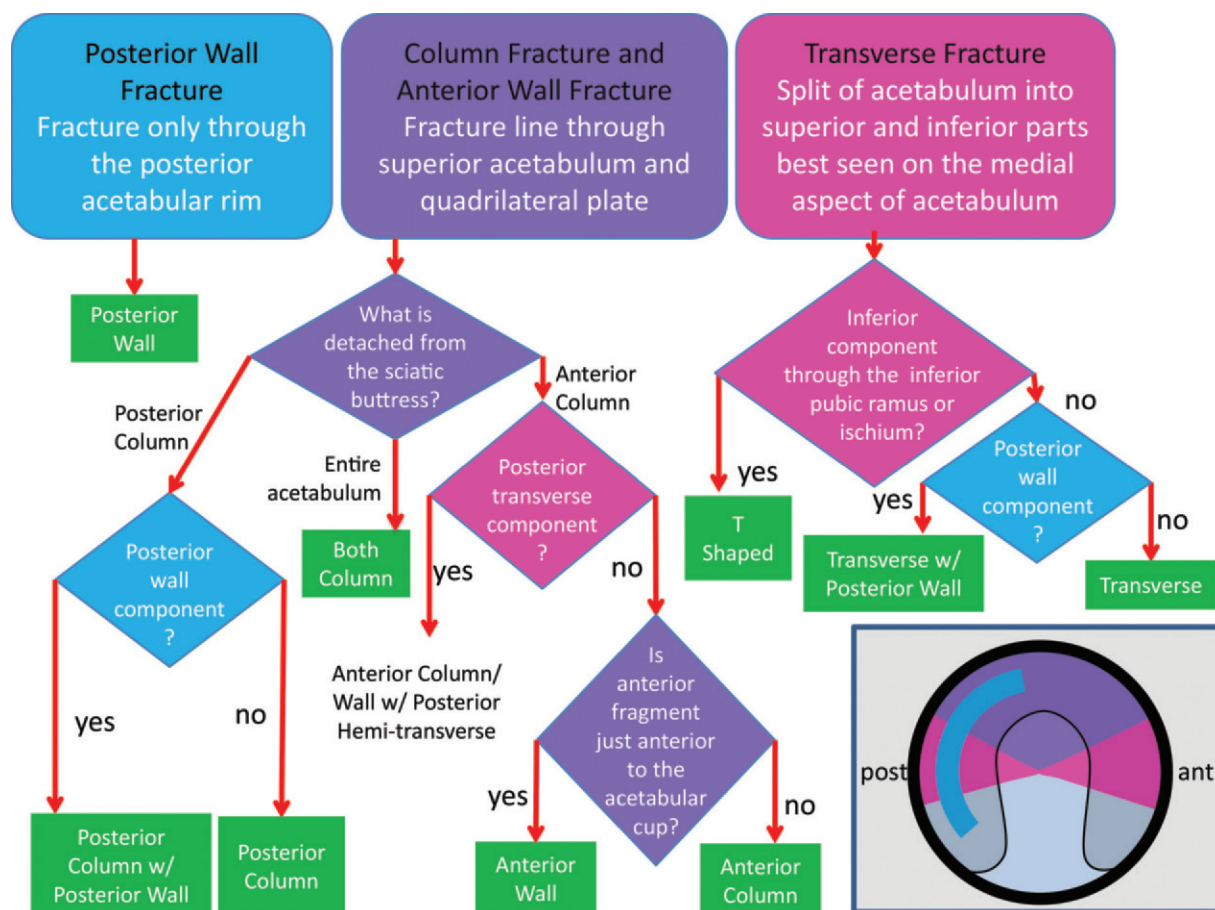 Posterior Wall
Fracture
Fracture only through
the posterior
acetabular rim
Column Fracture and
Anterior Wall Fracture
Fracture line through
superior acetabulum and
quadrilateral plate
Transverse Fracture
Split of acetabulum into
superior and inferior parts
best seen on the medial
aspect of acetabulum
Posterior
Wall
What is
detached from
the sciatic
buttress?
Posterior
Column
Entire
acetabulum
Anterior
Column
Posterior
wall
component
?
yes
no
Posterior
Column w/
Posterior Wall
Posterior
Column
Both
Column
Posterior
transverse
component
?
yes
no
Anterior Column/
Wall w/ Posterior
Hemi-transverse
Is
anterior
fragment
just anterior
to the
acetabular
cup?
yes
no
Anterior
Wall
Anterior
Column
Inferior
component
through the inferior
pubic ramus or
ischium?
yes
no
T
Shaped
Posterior
wall
component
?
yes
no
Transverse w/
Posterior Wall
Transverse
post
ant